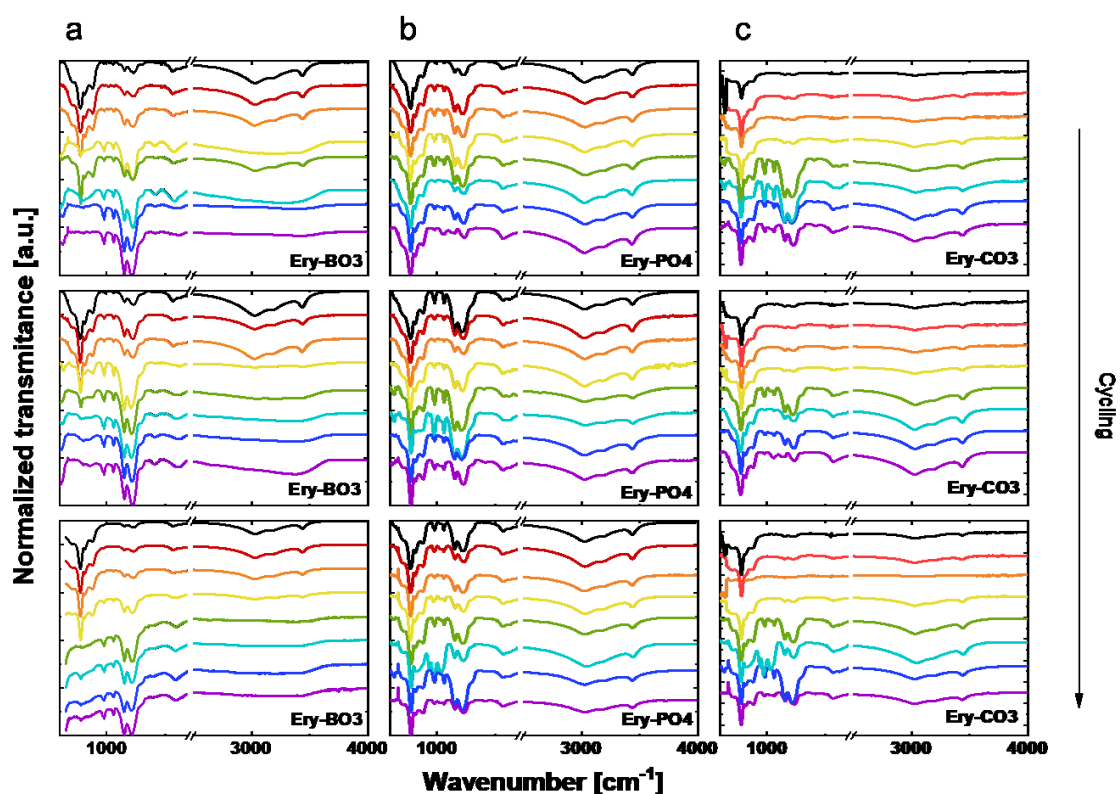 a b c
Ery-BO3 Ery-PO4 Ery-CO3
Ery-BO3 Ery-PO4 Ery-CO3
Ery-BO3 Ery-PO4 Ery-CO3
1000 3000 4000 1000 3000 4000 1000 3000 4000
Wavenumber [cm⁻¹]
Normalized transmitance [a.u.]
Cyclling